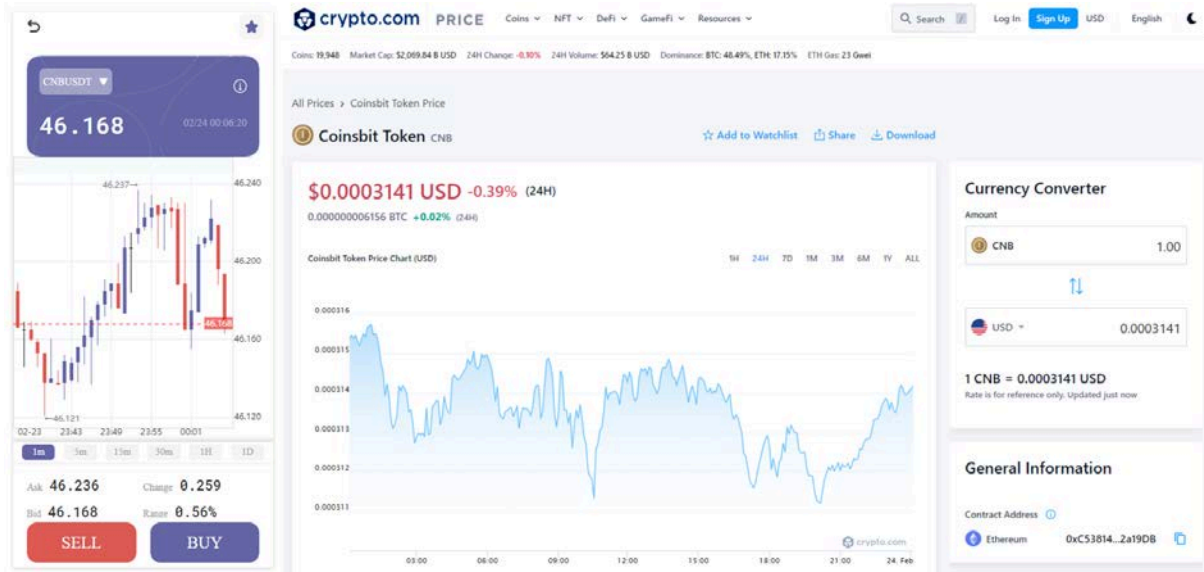 CNBUSDT ▼
46.168
02/24 00:06:20
46.237→
46.240
46.200
46.168
46.160
←46.121
46.120
02-23 23:43 23:49 23:55 00:01
1m 5m 15m 30m 1H 1D
Ask 46.236 Change 0.259
Bid 46.168 Range 0.56%
SELL BUY
crypto.com PRICE Coins NFT DeFi GameFi Resources Search / Log In Sign Up USD English
Coins: 19,948 Market Cap: $2,069.84 B USD 24H Change: -0.10% 24H Volume: $64.25 B USD Dominance: BTC: 48.49%, ETH: 17.15% ETH Gas: 23 Gwei
All Prices > Coinsbit Token Price
Coinsbit Token CNB
Add to Watchlist Share Download
$0.0003141 USD -0.39% (24H)
0.000000006156 BTC +0.02% (24H)
Coinsbit Token Price Chart (USD) 1H 24H 7D 1M 3M 6M 1Y ALL
0.000316
0.000315
0.000314
0.000313
0.000312
0.000311
crypto.com
03:00 06:00 09:00 12:00 15:00 18:00 21:00 24. Feb
Currency Converter
Amount
CNB 1.00
USD 0.0003141
1 CNB = 0.0003141 USD
Rate is for reference only. Updated just now
General Information
Contract Address
Ethereum 0xC53814...2a19DB